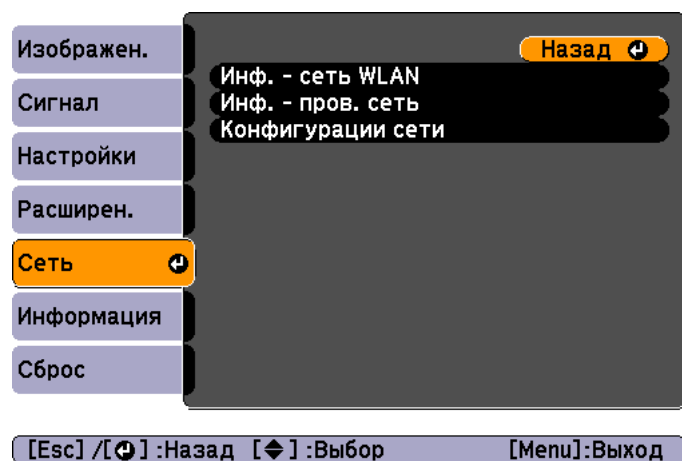 Изображен.
Сигнал
Настройки
Расширен.
Сеть
Информация
Сброс
Назад
Инф. - сеть WLAN
Инф. - пров. сеть
Конфигурации сети
[Esc] /[⏎] :Назад [◆] :Выбор [Menu]:Выход